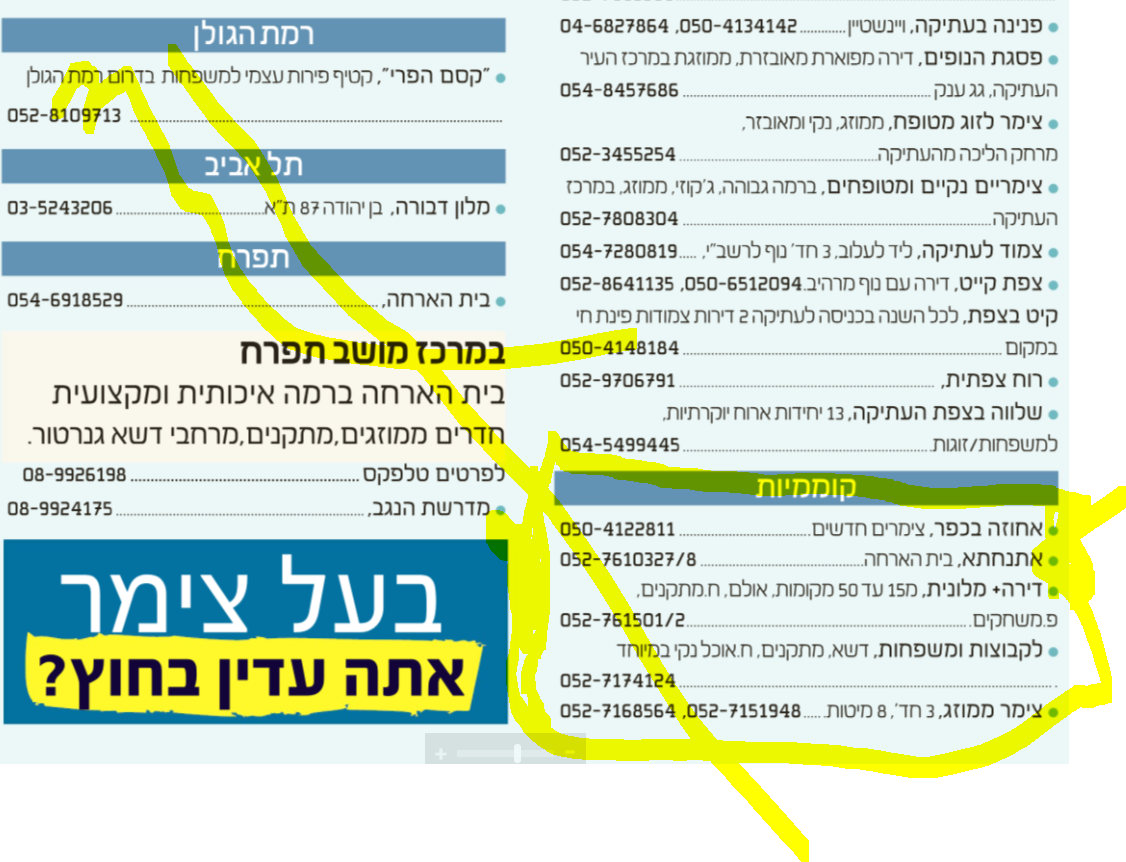 פנינה בעתיקה, ויינשטיין............050-4134142, 04-6827864
פסגת הנופים, דירה מפוארת מאובזרת, ממוזגת במרכז העיר
העתיקה, גג ענק ............ 054-8457686
צימר לזוג מטופח, ממוזג, נקי ומאובזר,
מרחק הליכה מהעתיקה............ 052-3455254
צימריים נקיים ומטופחים, ברמה גבוהה, ג'קוזי, ממוזג, במרכז
העתיקה............ 052-7808304
צמוד לעתיקה, ליד לעלוב, 3 חד' נוף לרשב"י, ..... 054-7280819
צפת קייט, דירה עם נוף מרהיב.050-6512094, 052-8641135
קיט בצפת, לכל השנה בכניסה לעתיקה 2 דירות צמודות פינת חי
במקום ............ 050-4148184
רוח צפתית, ............ 052-9706791
שלווה בצפת העתיקה, 13 יחידות ארוח יוקרתיות,
למשפחות/זוגות............ 054-5499445
קוממיות
אחוזה בכפר, צימרים חדשים............ 050-4122811
אתנחתא, בית הארחה............ 052-7610327/8
דירה+ מלונית, מ15 עד 50 מקומות, אולם, ח.מתקנים,
פ.משחקים............ 052-761501/2
לקבוצות ומשפחות, דשא, מתקנים, ח.אוכל נקי במיוחד
............ 052-7174124
צימר ממוזג, 3 חד', 8 מיטות. ..... 052-7151948, 052-7168564
רמת הגולן
"קסם הפרי", קטיף פירות עצמי למשפחות בדרום רמת הגולן
............ 052-8109713
תל אביב
מלון דבורה, בן יהודה 87 ת"א............ 03-5243206
תפרח
בית הארחה, ............ 054-6918529
במרכז מושב תפרח
בית הארחה ברמה איכותית ומקצועית
חדרים ממוזגים,מתקנים,מרחבי דשא גנרטור.
לפרטים טלפקס ............ 08-9926198
מדרשת הנגב, ............ 08-9924175
בעל צימר
אתה עדין בחוץ?